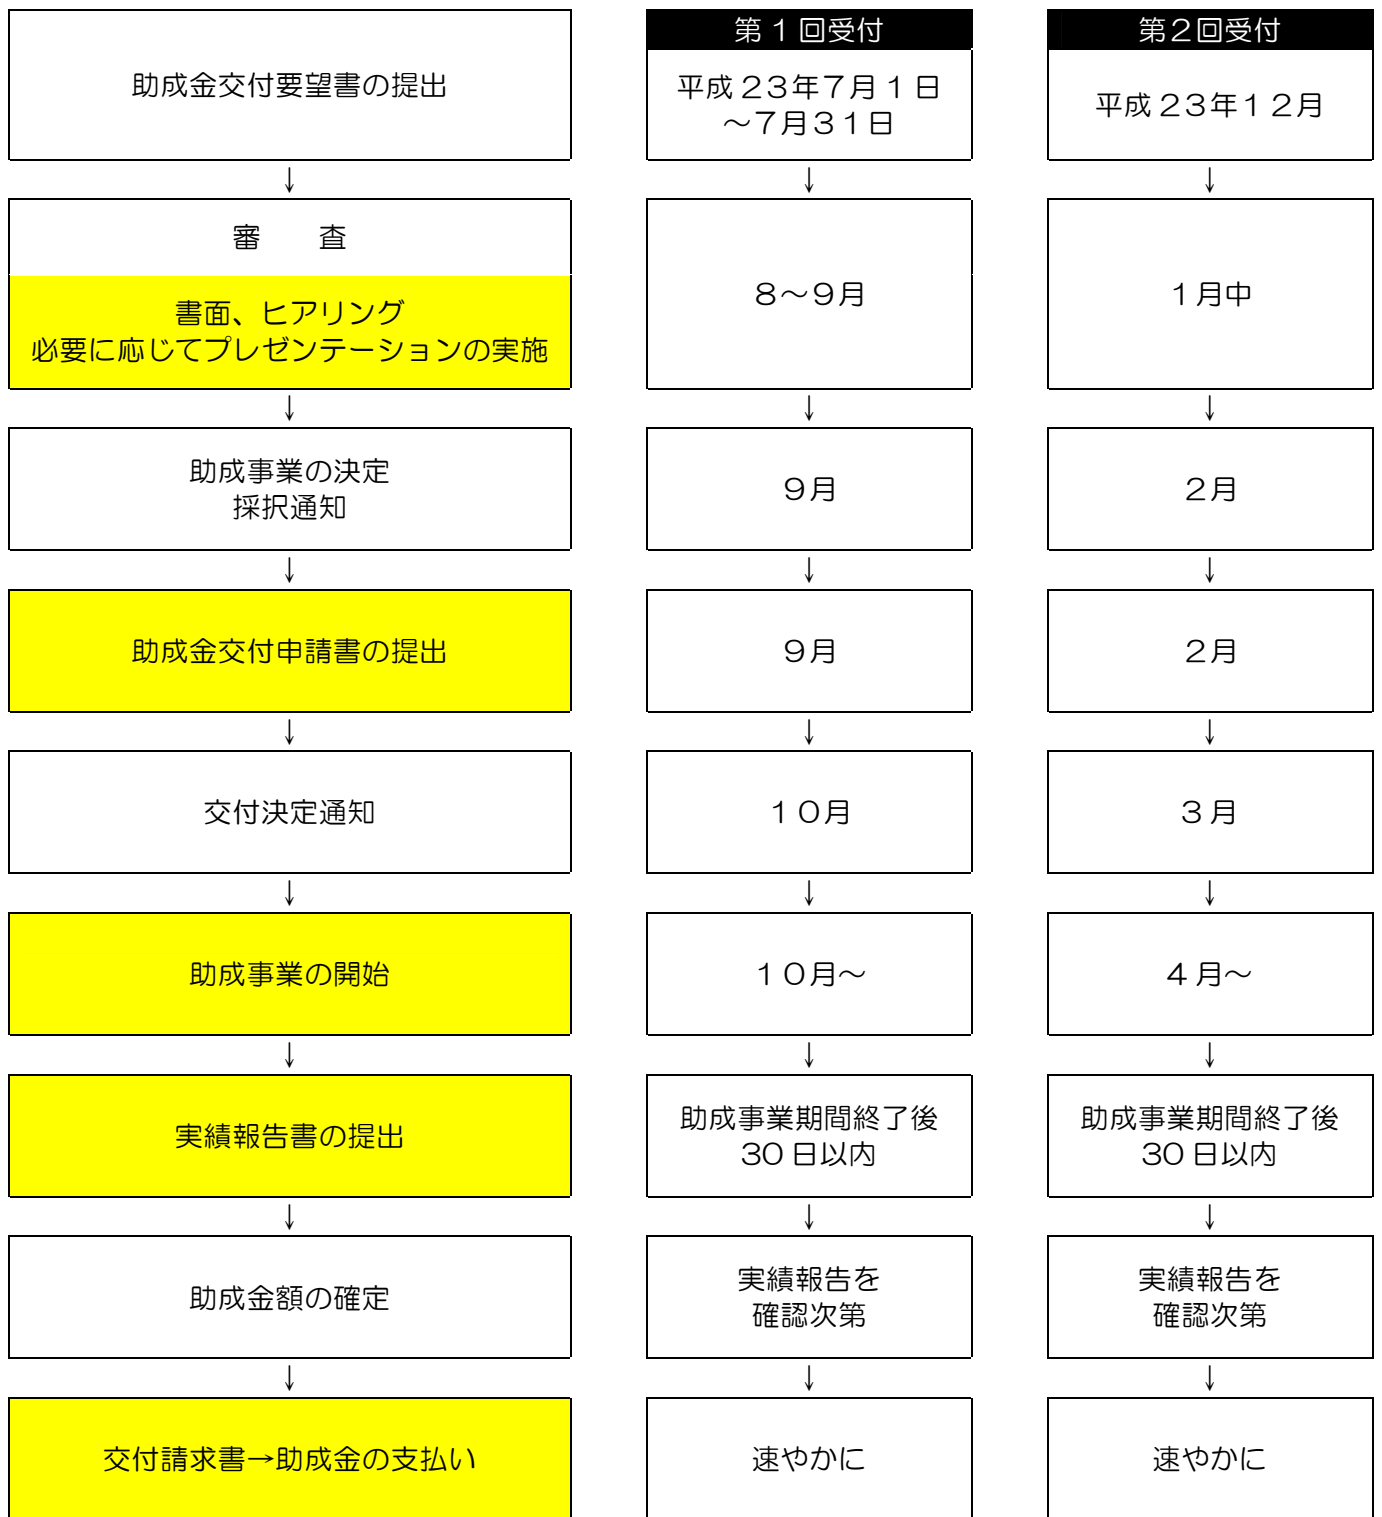 第１回受付
第２回受付
助成金交付要望書の提出
平成２３年７月１日
～７月３１日
平成２３年１２月
↓
↓
↓
審　　査
書面、ヒアリング
必要に応じてプレゼンテーションの実施
８～９月
１月中
↓
↓
↓
助成事業の決定
採択通知
９月
２月
↓
↓
↓
助成金交付申請書の提出
９月
２月
↓
↓
↓
交付決定通知
１０月
３月
↓
↓
↓
助成事業の開始
１０月～
４月～
↓
↓
↓
実績報告書の提出
助成事業期間終了後
30日以内
助成事業期間終了後
30日以内
↓
↓
↓
助成金額の確定
実績報告を
確認次第
実績報告を
確認次第
↓
↓
↓
交付請求書→助成金の支払い
速やかに
速やかに